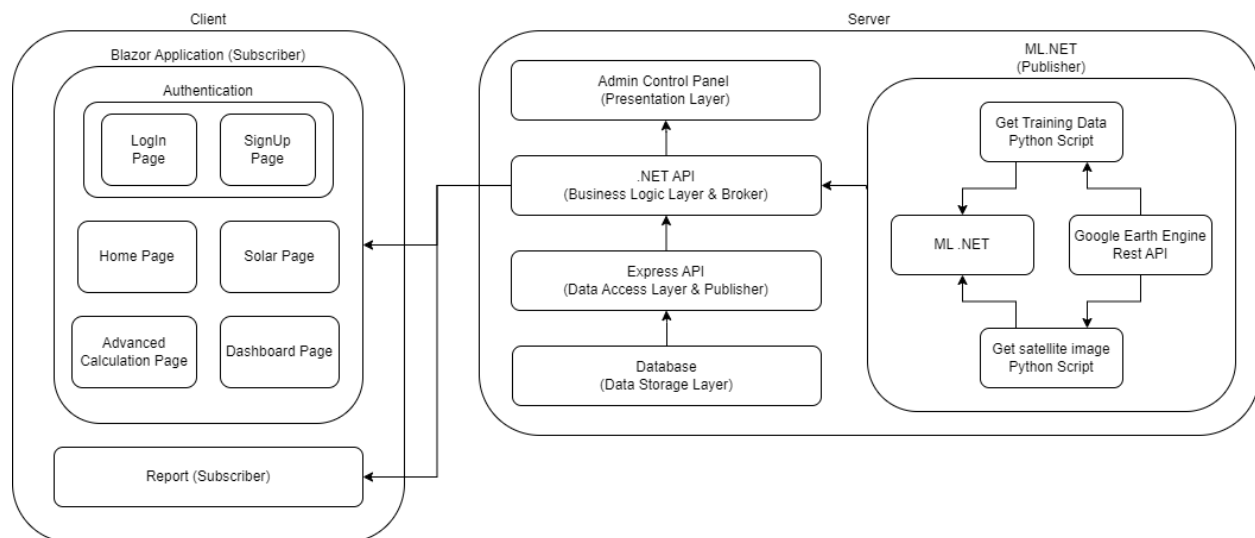 Client
Blazor Application (Subscriber)
Authentication
LogIn
Page
SignUp
Page
Home Page
Solar Page
Advanced
Calculation Page
Dashboard Page
Report (Subscriber)
Server
Admin Control Panel
(Presentation Layer)
.NET API
(Business Logic Layer & Broker)
Express API
(Data Access Layer & Publisher)
Database
(Data Storage Layer)
ML.NET
(Publisher)
Get Training Data
Python Script
ML .NET
Google Earth Engine
Rest API
Get satellite image
Python Script